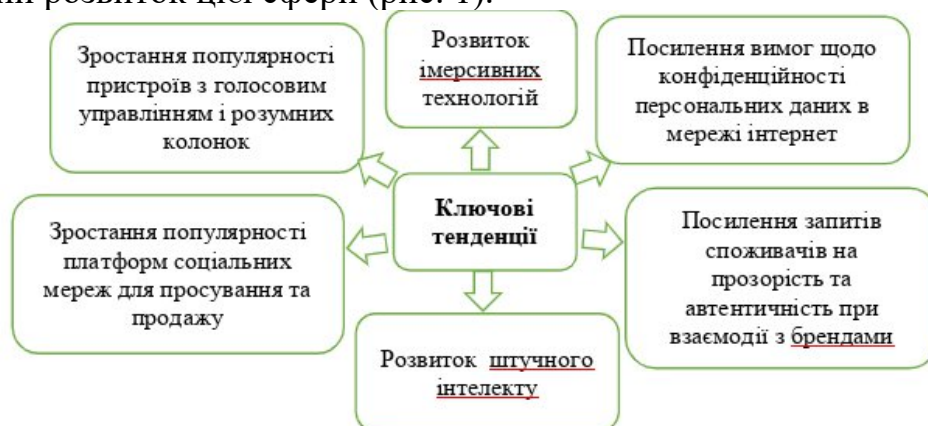 розвиток цієї сфери (рис. 1).
Зростання популярності
пристроїв з голосовим
управлінням і розумних
колонок
Розвиток
імерсивних
технологій
Посилення вимог щодо
конфіденційності
персональних даних в
мережі інтернет
Ключові
тенденції
Зростання популярності
платформ соціальних
мереж для просування та
продажу
Посилення запитів
споживачів на
прозорість та
автентичність при
взаємодії з брендами
Розвиток штучного
інтелекту